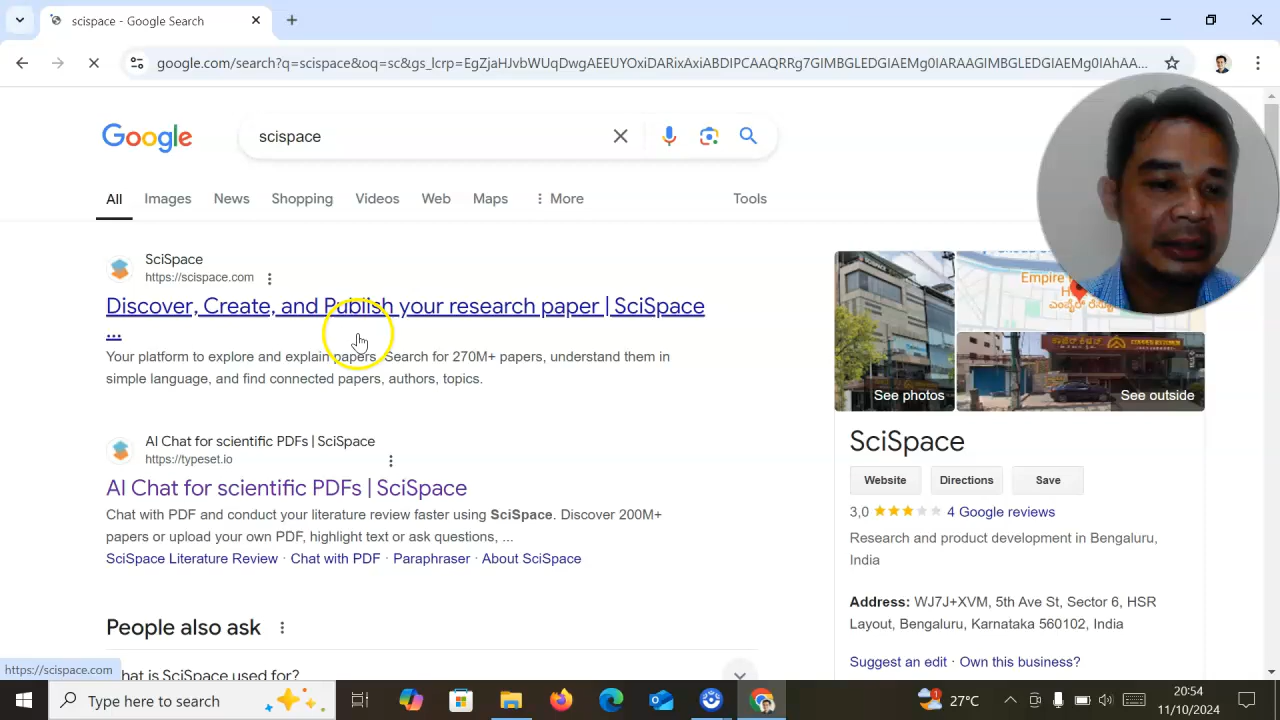 scispace - Google Search
google.com/search?q=scispace&oq=sc&gs_lcrp=EgZjaHJvbWUqDwgAEEUYOxiDARixAxiABDIPCAAQRRg7GIMBGLEDGIAEMg0IARAAGIMBGLEDGIAEMg0IAhAA...
Google
scispace
All Images News Shopping Videos Web Maps More Tools
SciSpace
https://scispace.com
Discover, Create, and Publish your research paper | SciSpace
...
Your platform to explore and explain papers. Search for 270M+ papers, understand them in
simple language, and find connected papers, authors, topics.
AI Chat for scientific PDFs | SciSpace
https://typeset.io
AI Chat for scientific PDFs | SciSpace
Chat with PDF and conduct your literature review faster using SciSpace. Discover 200M+
papers or upload your own PDF, highlight text or ask questions, ...
SciSpace Literature Review · Chat with PDF · Paraphraser · About SciSpace
People also ask
What is SciSpace used for?
https://scispace.com
Empire
See photos
See outside
SciSpace
Website Directions Save
3,0 4 Google reviews
Research and product development in Bengaluru,
India
Address: WJ7J+XVM, 5th Ave St, Sector 6, HSR
Layout, Bengaluru, Karnataka 560102, India
Suggest an edit · Own this business?
Type here to search
1
27°C
20:54
11/10/2024